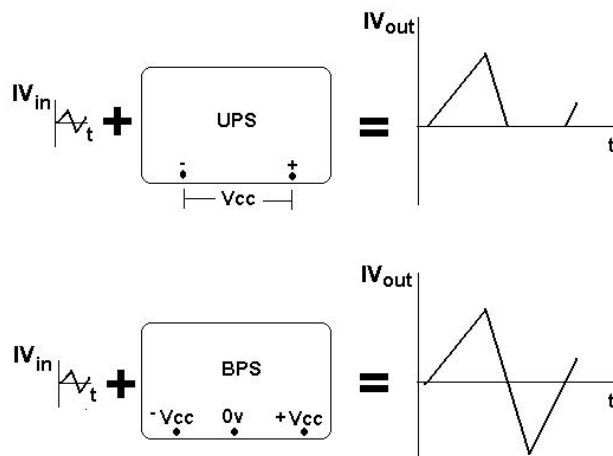 IVout
IVin
t
+
UPS
=
- +
Vcc
t
IVout
IVin
t
+
BPS
=
-Vcc 0v +Vcc
t